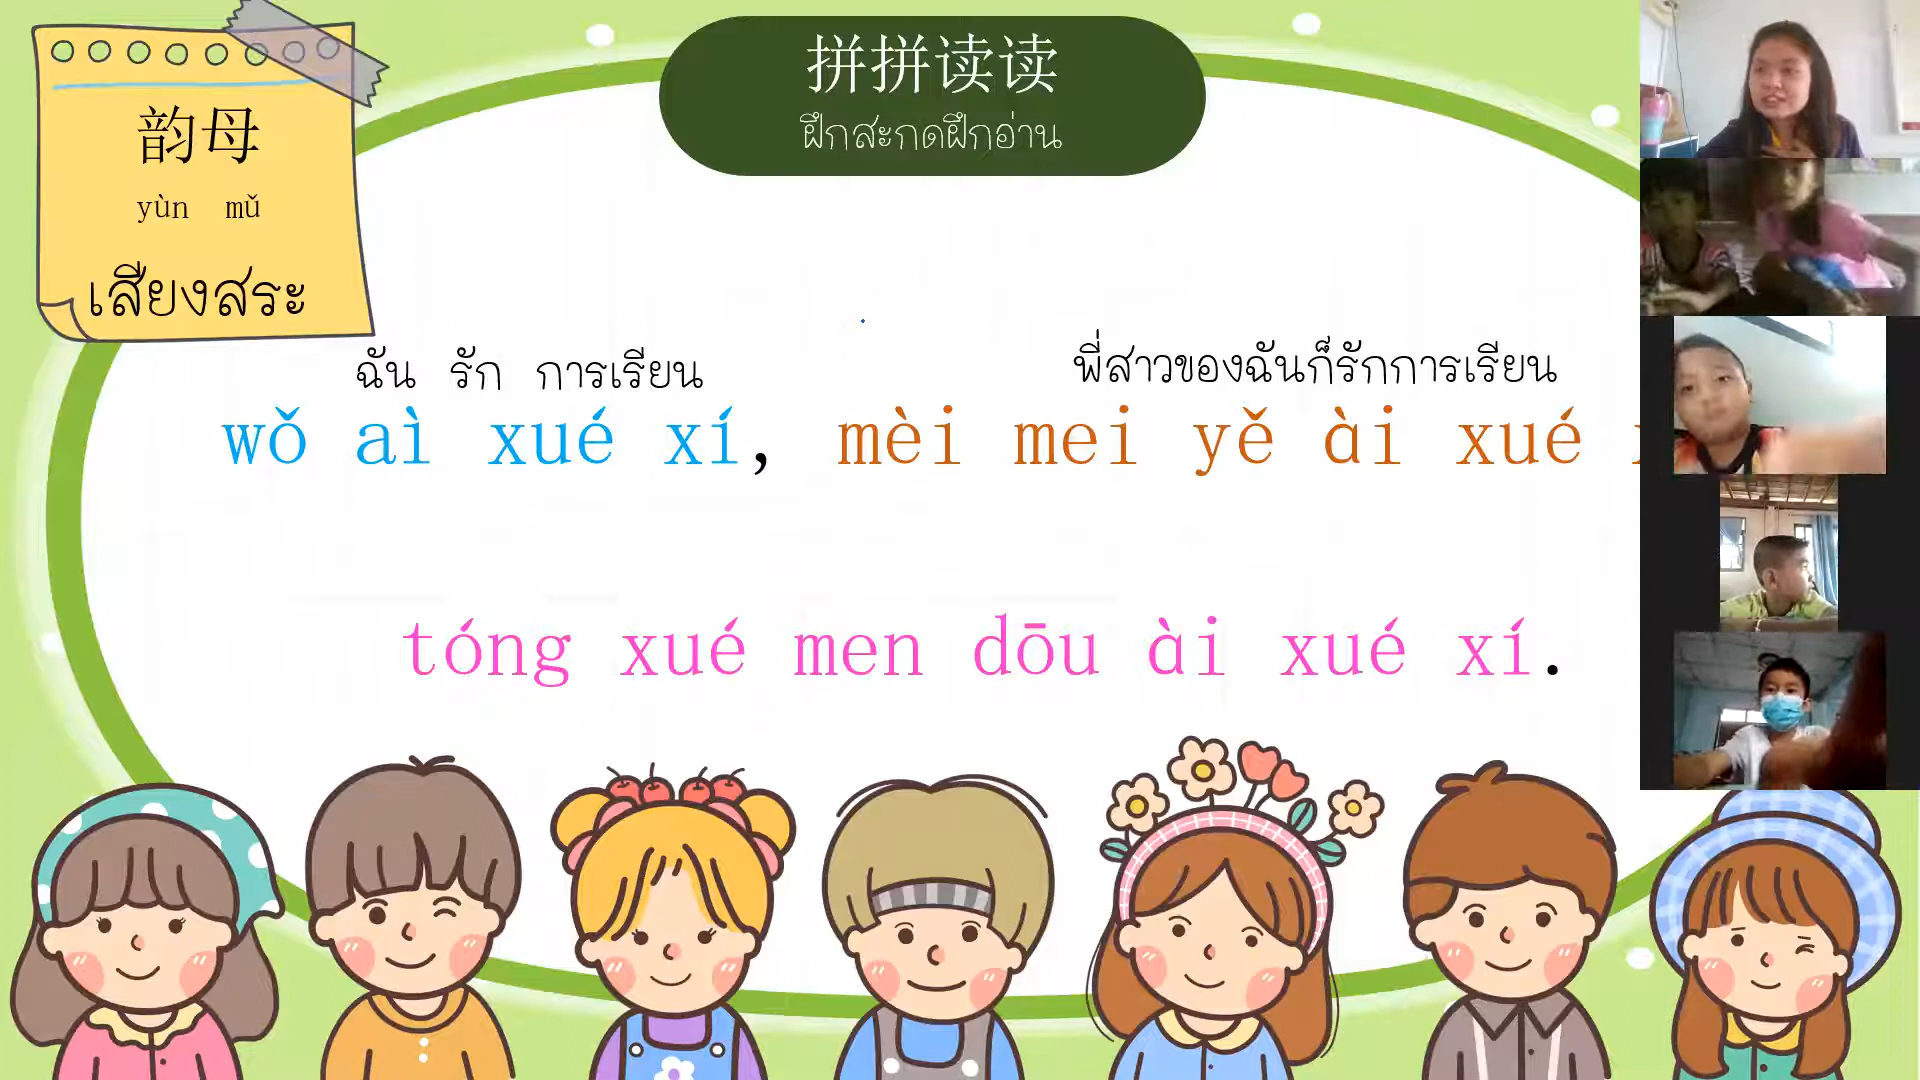 韵母
yùn mǔ
เสียงสระ
拼拼读读
ฝึกสะกดฝึกอ่าน
ฉัน รัก การเรียน
พี่สาวของฉันก็รักการเรียน
wǒ aì xué xí, mèi mei yě ài xué
tóng xué men dōu ài xué xí.